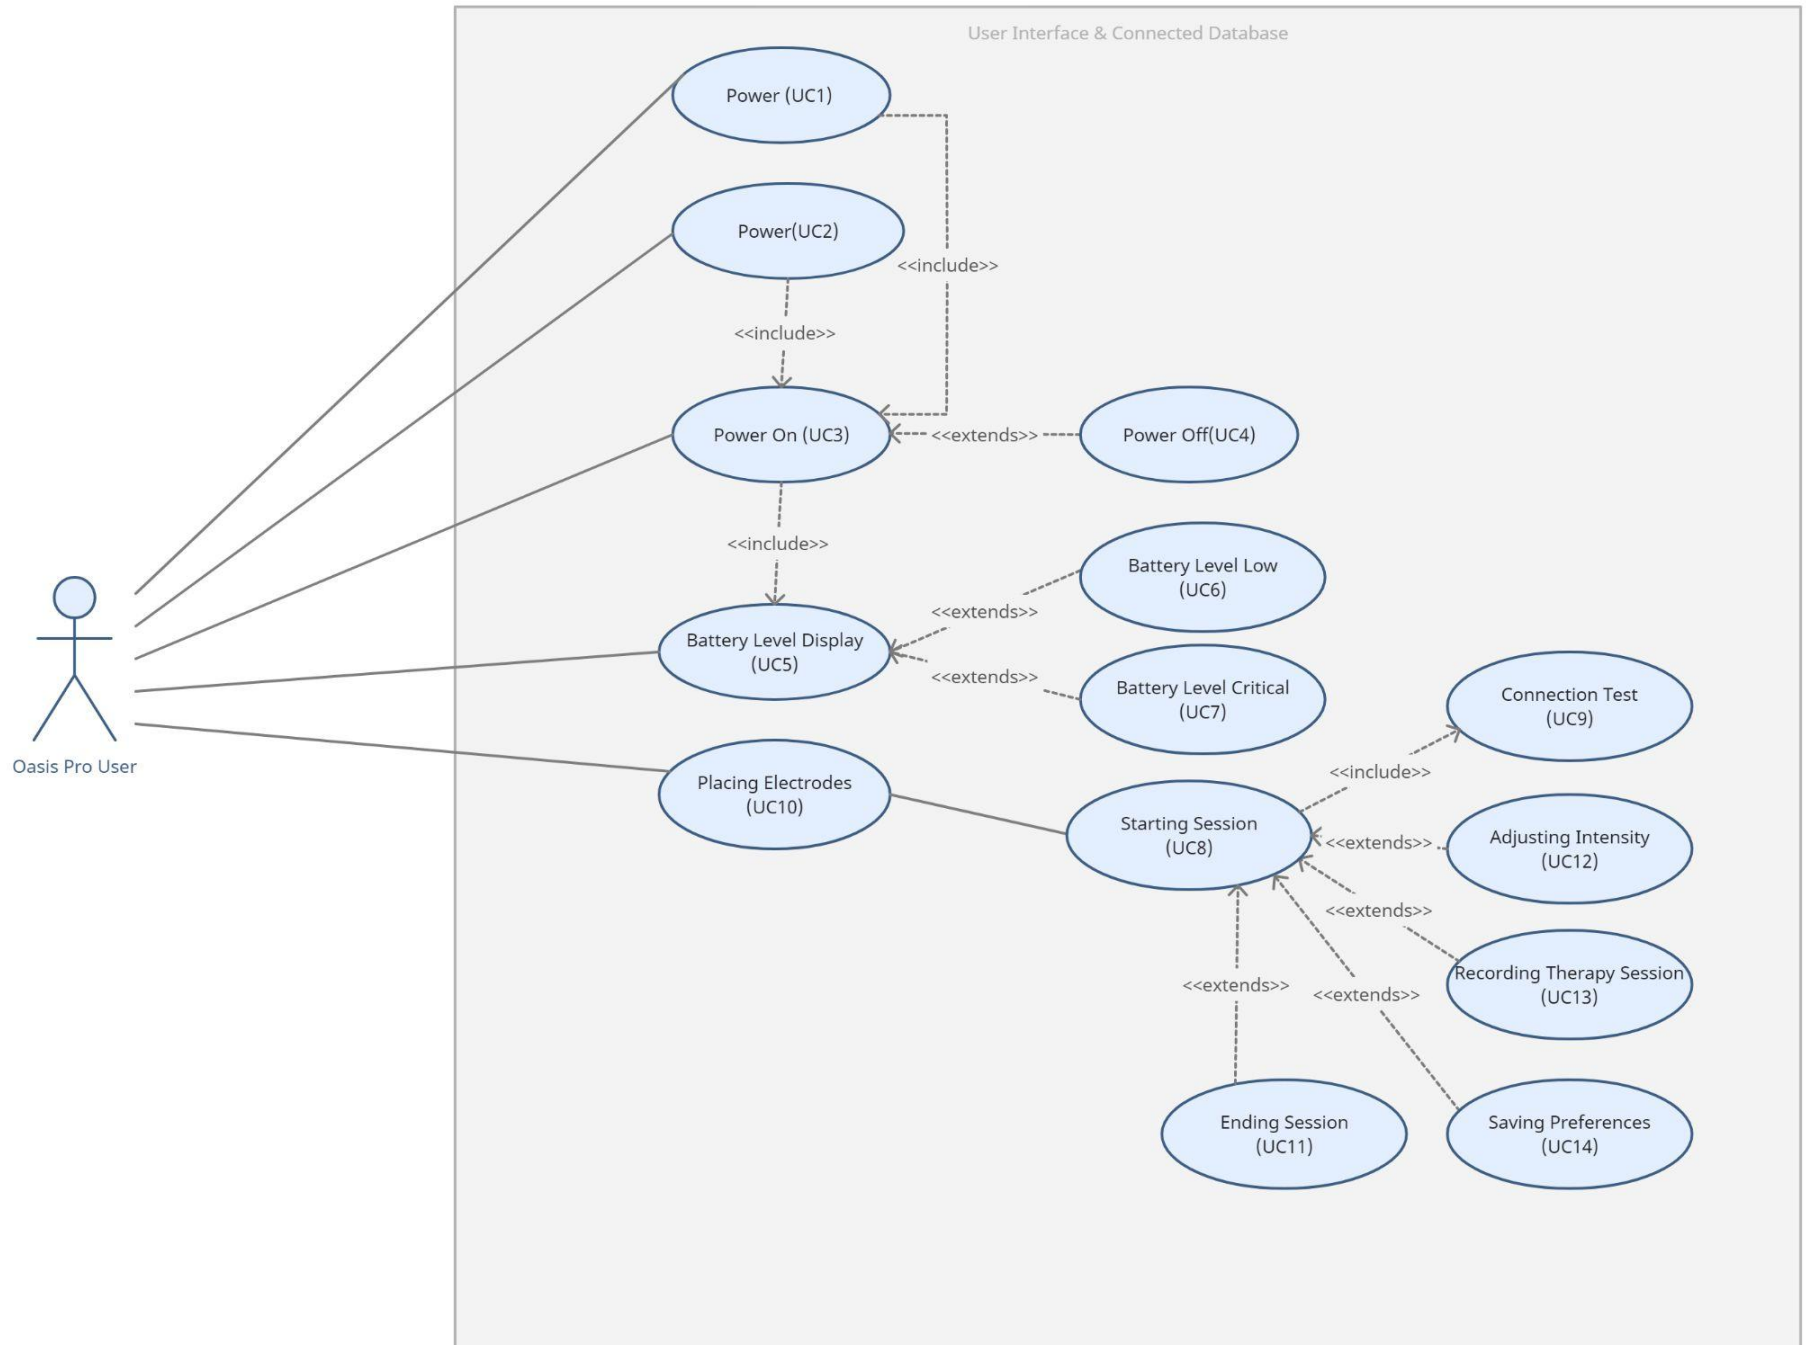 User Interface & Connected Database
Power (UC1)
Power(UC2)
<<include>>
<<include>>
Power On (UC3)
<<extends>>
Power Off(UC4)
<<include>>
Battery Level Low
(UC6)
<<extends>>
Battery Level Display
(UC5)
<<extends>>
Battery Level Critical
(UC7)
Connection Test
(UC9)
Oasis Pro User
<<include>>
Placing Electrodes
(UC10)
Starting Session
(UC8)
<<extends>>
Adjusting Intensity
(UC12)
<<extends>>
Recording Therapy Session
(UC13)
<<extends>>
<<extends>>
Ending Session
(UC11)
Saving Preferences
(UC14)